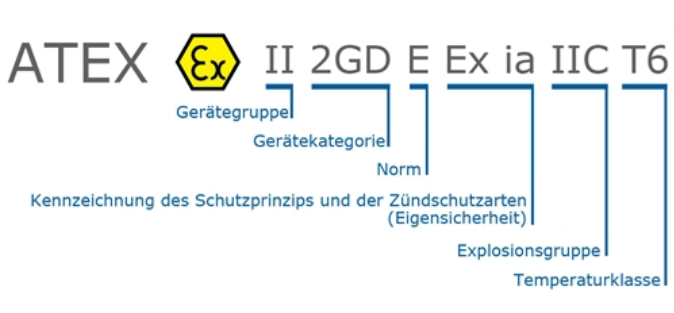 ATEX Ex II 2GD E Ex ia IIC T6
Gerätegruppe
Gerätekategorie
Norm
Kennzeichnung des Schutzprinzips und der Zündschutzarten
(Eigensicherheit)
Explosionsgruppe
Temperaturklasse